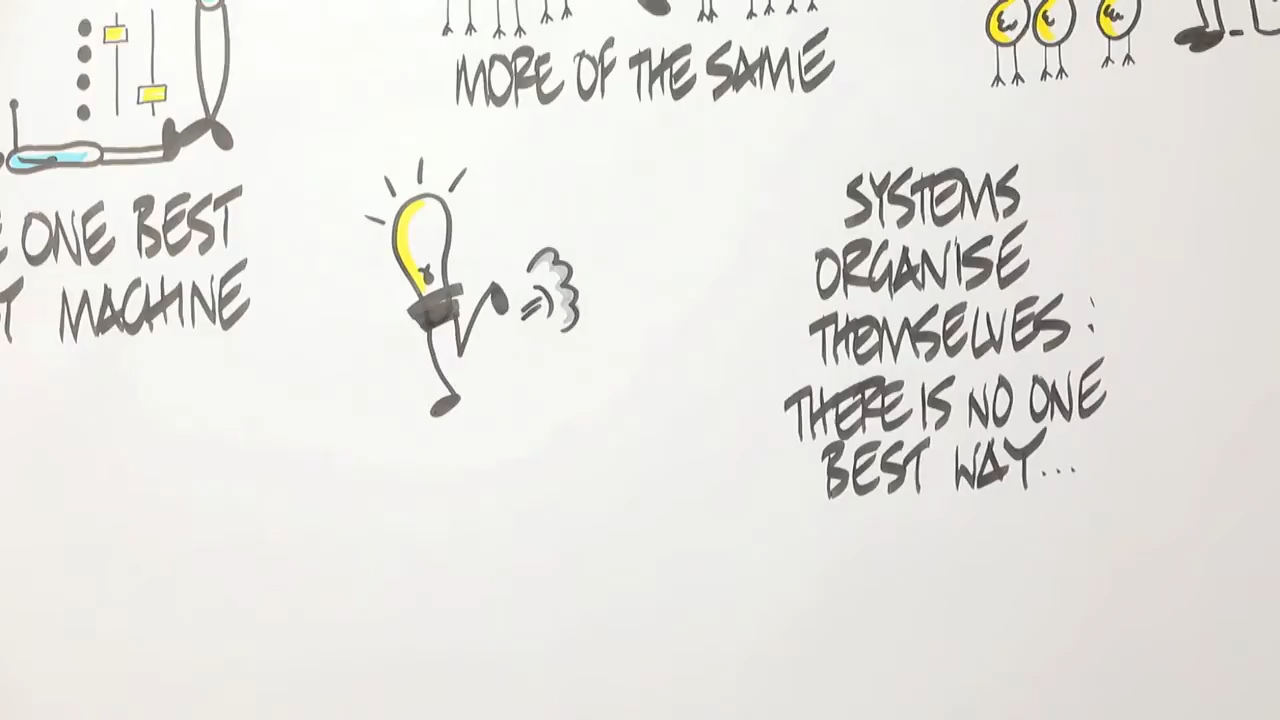 MORE OF THE SAME
ONE BEST
MACHINE
SYSTEMS
ORGANISE
THEMSELVES:
THERE IS NO ONE
BEST WAY...